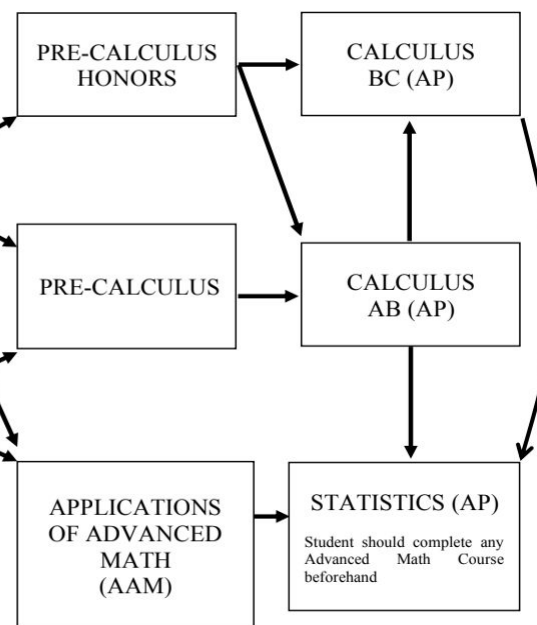 PRE-CALCULUS
HONORS
CALCULUS
BC (AP)
PRE-CALCULUS
CALCULUS
AB (AP)
APPLICATIONS
OF ADVANCED
MATH
(AAM)
STATISTICS (AP)
Student should complete any
Advanced Math Course
beforehand